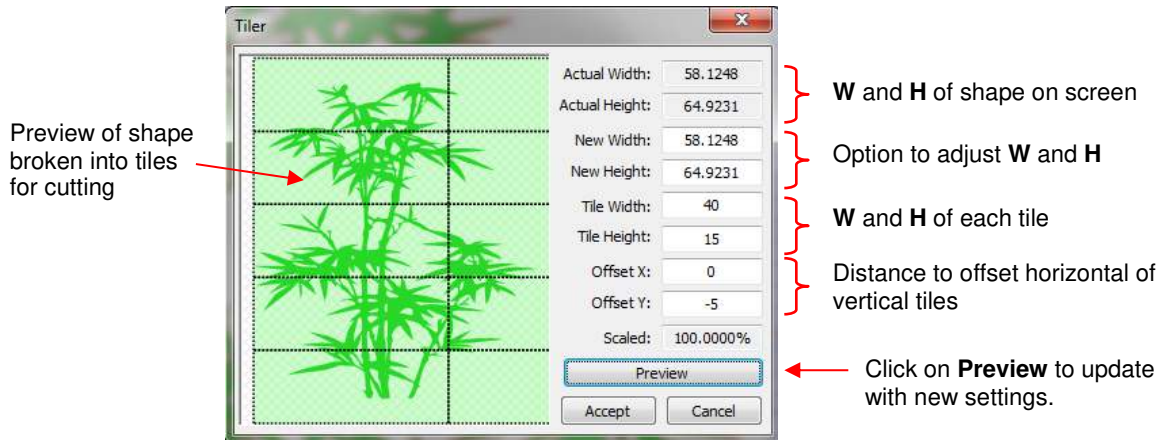 Tiler
Preview of shape
broken into tiles
for cutting
Actual Width: 58.1248
Actual Height: 64.9231
W and H of shape on screen
New Width: 58.1248
New Height: 64.9231
Option to adjust W and H
Tile Width: 40
Tile Height: 15
W and H of each tile
Offset X: 0
Offset Y: -5
Distance to offset horizontal of
vertical tiles
Scaled: 100.0000%
Preview
Click on Preview to update
with new settings.
Accept Cancel